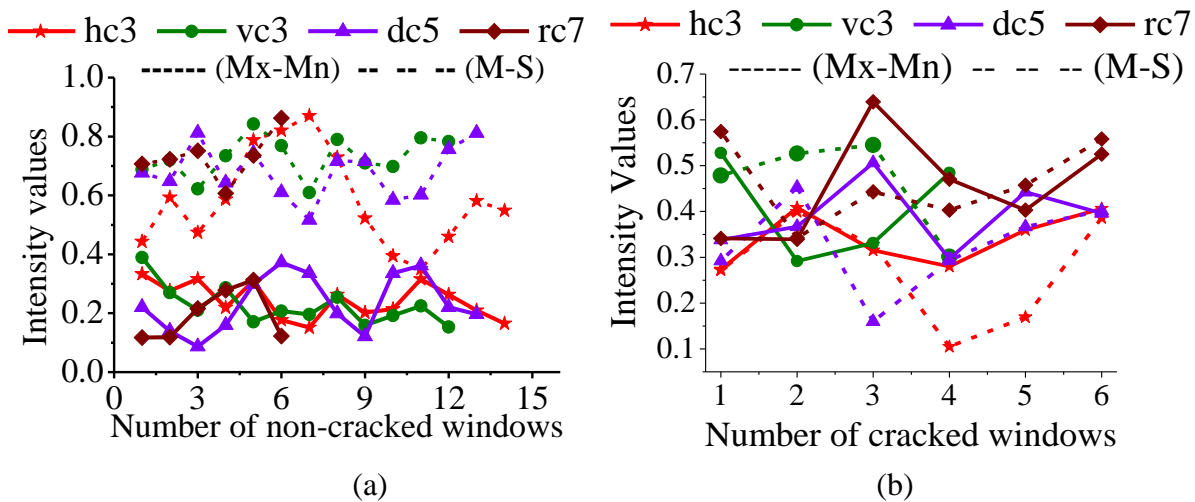 hc3 vc3 dc5 rc7
(Mx-Mn) (M-S)
Intensity values
1.0
0.8
0.6
0.4
0.2
0.0
0 3 6 9 12 15
Number of non-cracked windows
(a)
hc3 vc3 dc5 rc7
(Mx-Mn) (M-S)
Intensity Values
0.7
0.6
0.5
0.4
0.3
0.2
0.1
1 2 3 4 5 6
Number of cracked windows
(b)